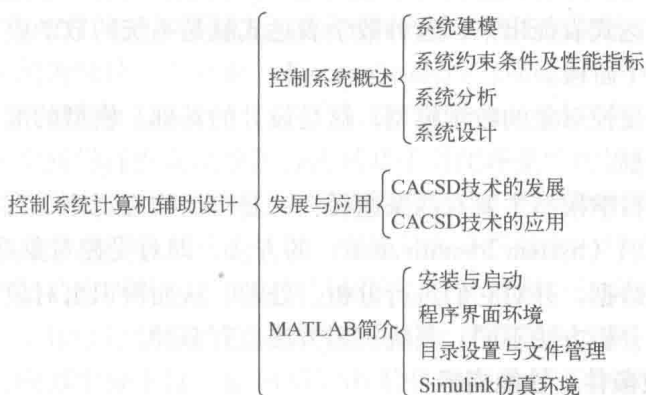 控制系统计算机辅助设计
控制系统概述
系统建模
系统约束条件及性能指标
系统分析
系统设计
发展与应用
CACSD技术的发展
CACSD技术的应用
MATLAB简介
安装与启动
程序界面环境
目录设置与文件管理
Simulink仿真环境